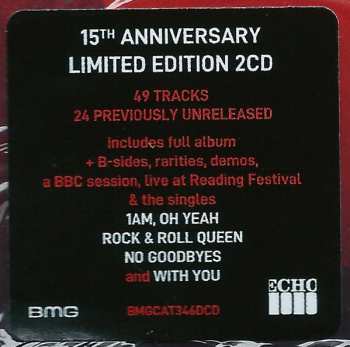 15TH ANNIVERSARY
LIMITED EDITION 2CD
49 TRACKS
24 PREVIOUSLY UNRELEASED
includes full album
+ B-sides, rarities, demos,
a BBC session, live at Reading Festival
& the singles
1AM, OH YEAH
ROCK & ROLL QUEEN
NO GOODBYES
and WITH YOU
ECHO
BMG
BMGCAT346DCD